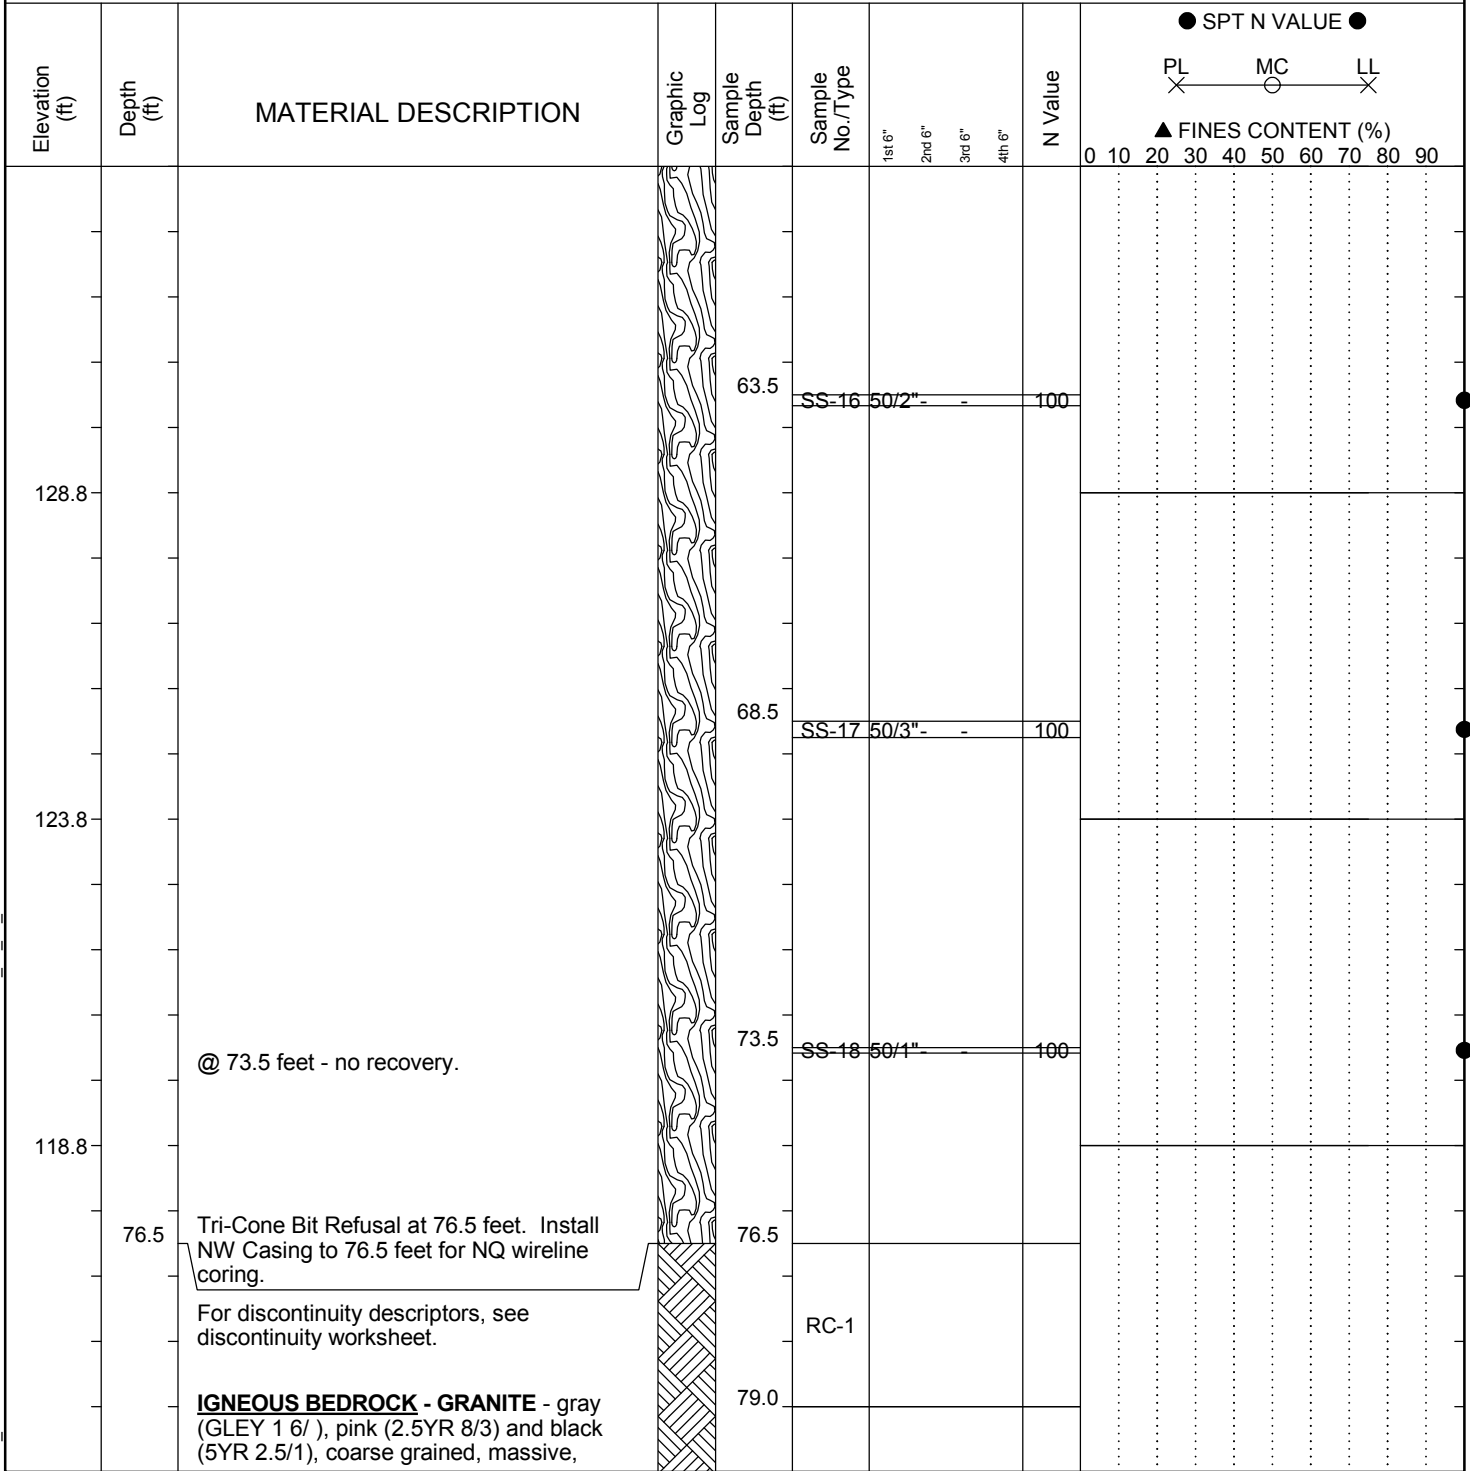 ● SPT N VALUE ●
PL MC LL
▲ FINES CONTENT (%)
0 10 20 30 40 50 60 70 80 90
Elevation
(ft)
Depth
(ft)
MATERIAL DESCRIPTION
Graphic
Log
Sample
Depth
(ft)
Sample
No./Type
1st 6"
2nd 6"
3rd 6"
4th 6"
N Value
63.5
SS-16 50/2"- - 100
128.8
68.5
SS-17 50/3"- - 100
123.8
73.5
SS-18 50/1"- - 100
@ 73.5 feet - no recovery.
118.8
76.5
Tri-Cone Bit Refusal at 76.5 feet. Install
NW Casing to 76.5 feet for NQ wireline
coring.
76.5
For discontinuity descriptors, see
discontinuity worksheet.
RC-1
79.0
IGNEOUS BEDROCK - GRANITE - gray
(GLEY 1 6/ ), pink (2.5YR 8/3) and black
(5YR 2.5/1), coarse grained, massive,